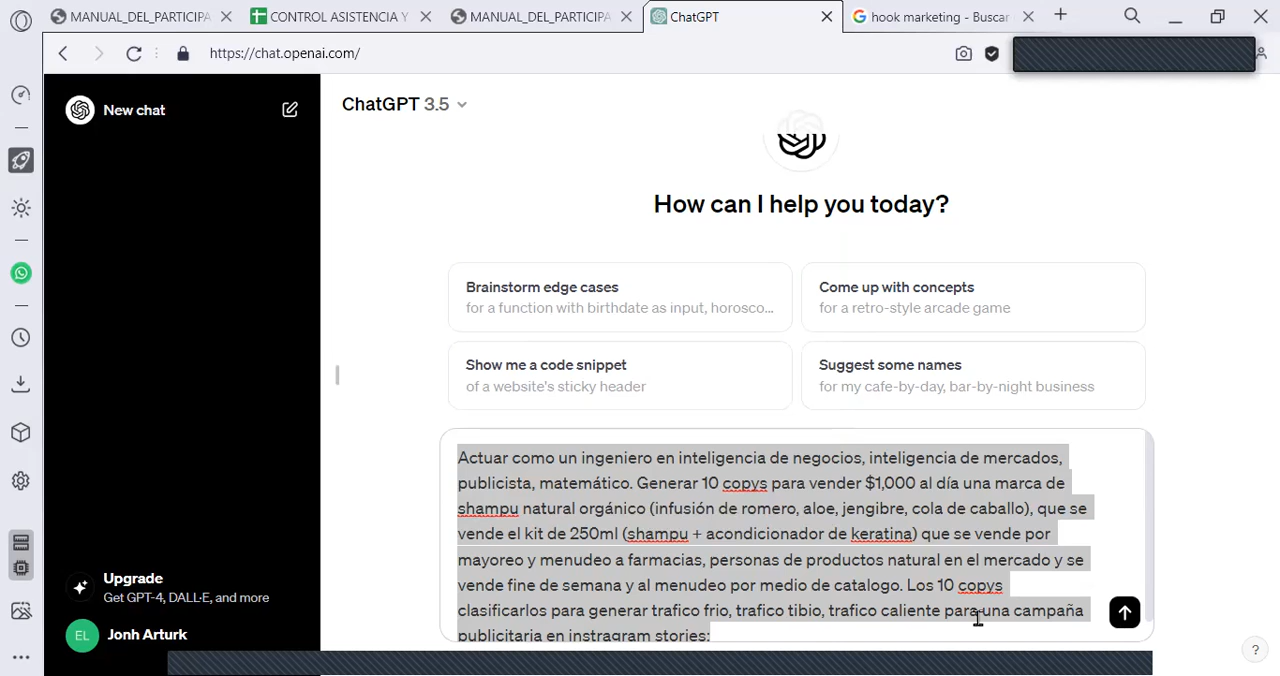 MANUAL_DEL_PARTICIPA
CONTROL ASISTENCIA Y
MANUAL_DEL_PARTICIPA
ChatGPT
hook marketing - Buscar
https://chat.openai.com/
New chat
ChatGPT 3.5
How can I help you today?
Brainstorm edge cases
for a function with birthdate as input, horosco...
Come up with concepts
for a retro-style arcade game
Show me a code snippet
of a website's sticky header
Suggest some names
for my cafe-by-day, bar-by-night business
Actuar como un ingeniero en inteligencia de negocios, inteligencia de mercados,
publicista, matemático. Generar 10 copys para vender $1,000 al día una marca de
shampu natural orgánico (infusión de romero, aloe, jengibre, cola de caballo), que se
vende el kit de 250ml (shampu + acondicionador de keratina) que se vende por
mayoreo y menudeo a farmacias, personas de productos natural en el mercado y se
vende fine de semana y al menudeo por medio de catalogo. Los 10 copys
clasificarlos para generar trafico frio, trafico tibio, trafico caliente para una campaña
publicitaria en instragram stories:
Upgrade
Get GPT-4, DALL·E, and more
EL
Jonh Arturk
?